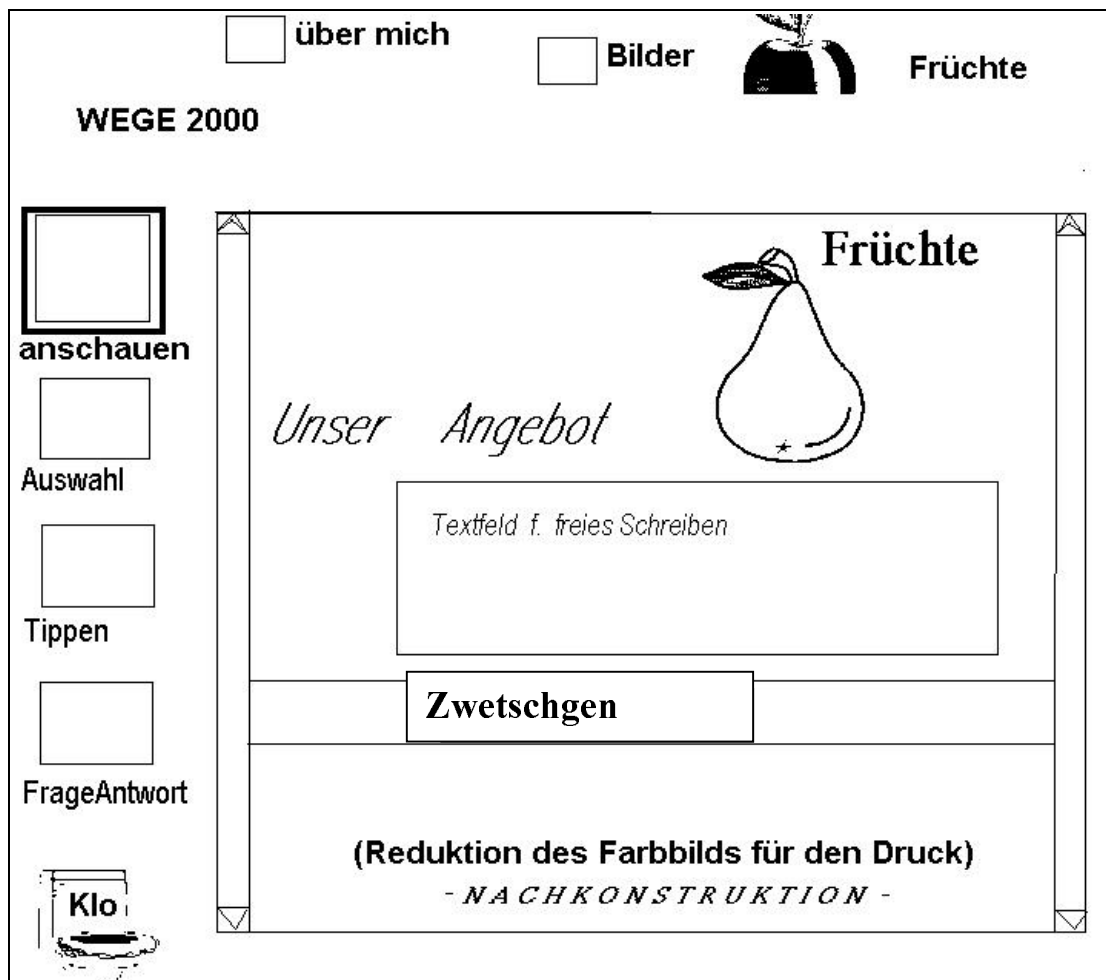 über mich
Bilder
Früchte
WEGE 2000
Früchte
anschauen
Unser Angebot
Auswahl
Textfeld f. freies Schreiben
Tippen
Zwetschgen
FrageAntwort
(Reduktion des Farbbilds für den Druck)
- NACHKONSTRUKTION -
Klo